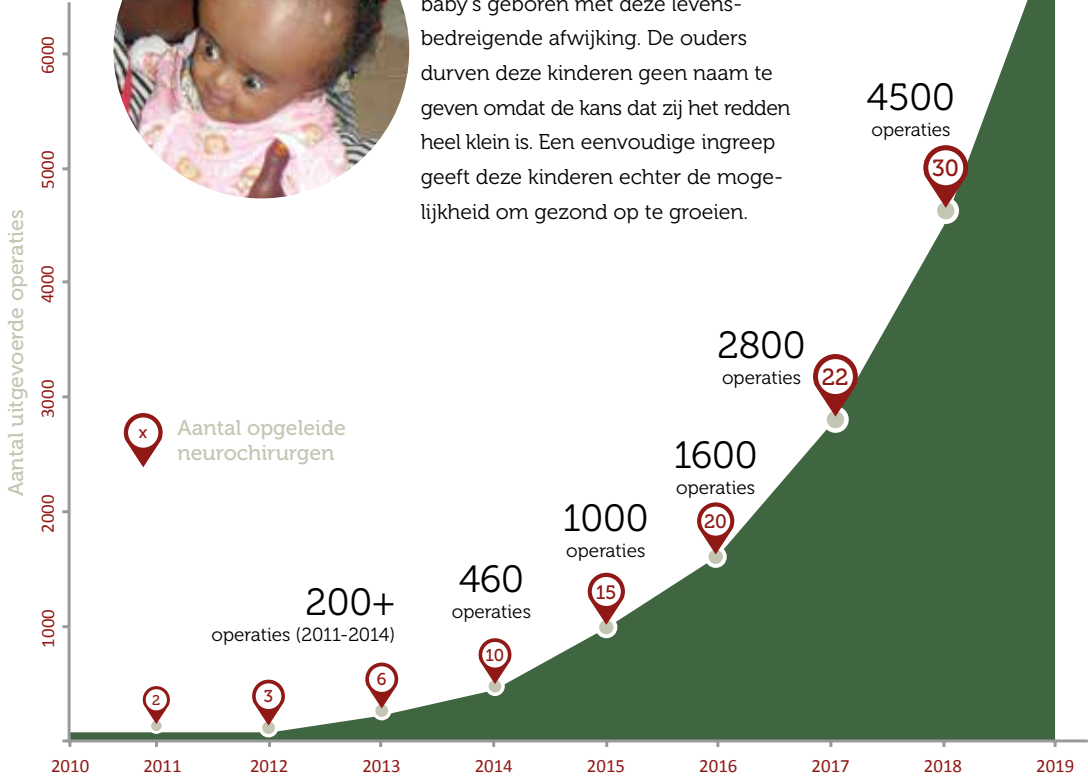 baby's geboren met deze levens-
bedreigende afwijking. De ouders
durven deze kinderen geen naam te
geven omdat de kans dat zij het redden
heel klein is. Een eenvoudige ingreep
geeft deze kinderen echter de moge-
lijkheid om gezond op te groeien.
Aantal uitgevoerde operaties
6000
5000
4000
3000
2000
1000
4500
operaties
30
2800
operaties
22
x
Aantal opgeleide
neurochirurgen
1600
operaties
20
1000
operaties
15
460
operaties
10
200+
operaties (2011-2014)
6
3
2
2010 2011 2012 2013 2014 2015 2016 2017 2018 2019